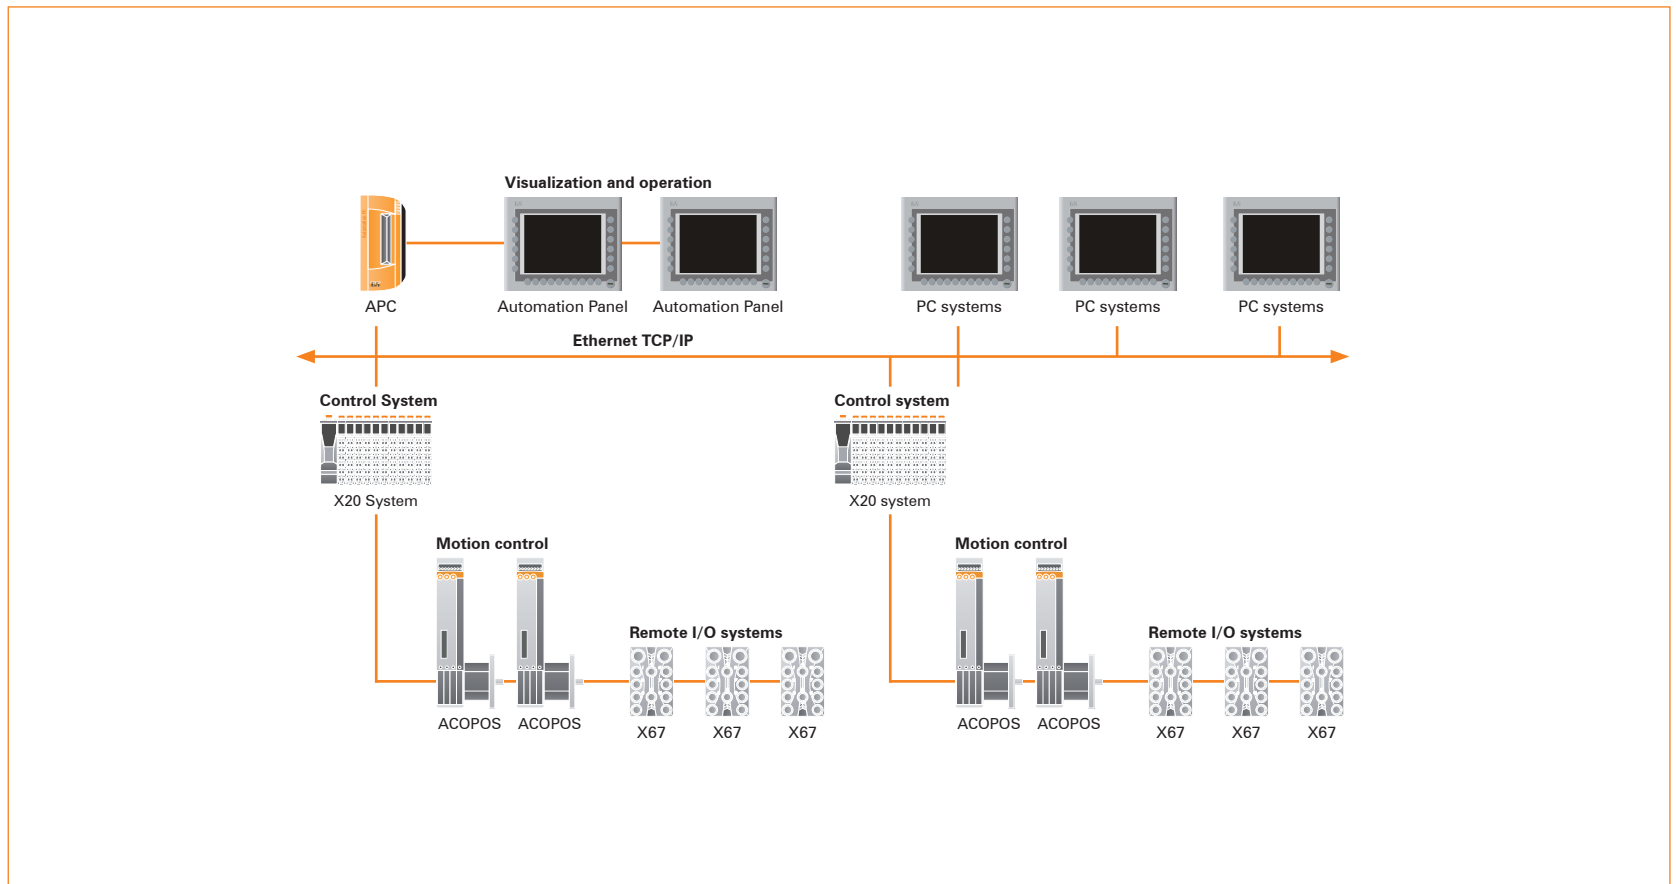 Visualization and operation
APC
Automation Panel
Automation Panel
PC systems
PC systems
PC systems
Ethernet TCP/IP
Control System
Control system
X20 System
X20 system
Motion control
Motion control
Remote I/O systems
Remote I/O systems
ACOPOS
ACOPOS
X67
X67
X67
ACOPOS
ACOPOS
X67
X67
X67